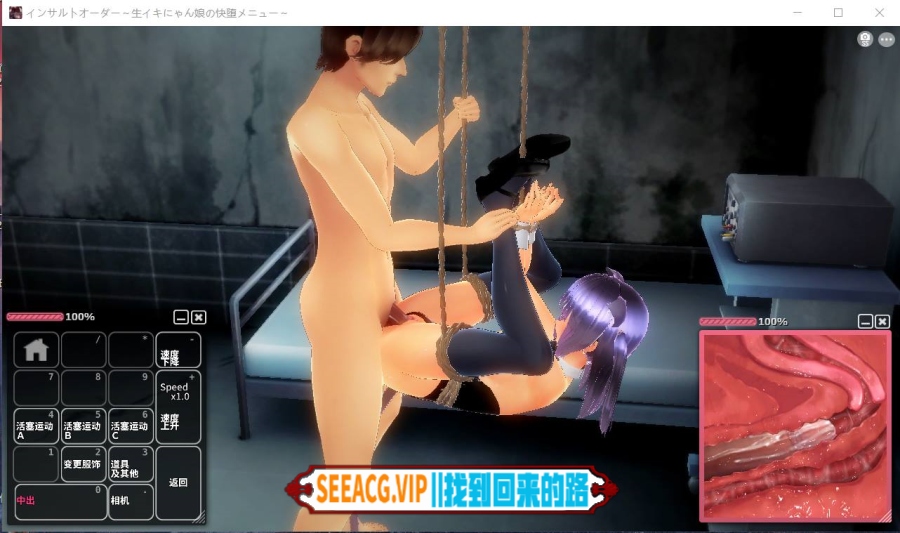 インサルトオーダー ~生イキにゃん娘の快堕メニュー~
100%
/
*
-
速度
下降
7
8
9
+
Speed
x1.0
速度
上升
4
活塞运动
A
5
活塞运动
B
6
活塞运动
C
1
2
变更服饰
3
道具
及其他
返回
0
中出
.
相机
100%
SEEACG.VIP||找到回来的路